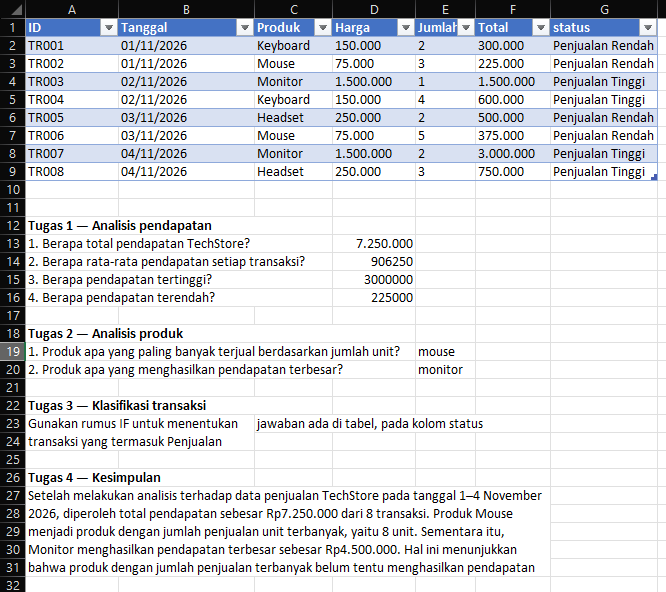 A B C D E F G
1 ID Tanggal Produk Harga Jumlah Total status
2 TR001 01/11/2026 Keyboard 150.000 2 300.000 Penjualan Rendah
3 TR002 01/11/2026 Mouse 75.000 3 225.000 Penjualan Rendah
4 TR003 02/11/2026 Monitor 1.500.000 1 1.500.000 Penjualan Tinggi
5 TR004 02/11/2026 Keyboard 150.000 4 600.000 Penjualan Tinggi
6 TR005 03/11/2026 Headset 250.000 2 500.000 Penjualan Rendah
7 TR006 03/11/2026 Mouse 75.000 5 375.000 Penjualan Rendah
8 TR007 04/11/2026 Monitor 1.500.000 2 3.000.000 Penjualan Tinggi
9 TR008 04/11/2026 Headset 250.000 3 750.000 Penjualan Tinggi
10
11
12 Tugas 1 — Analisis pendapatan
13 1. Berapa total pendapatan TechStore? 7.250.000
14 2. Berapa rata-rata pendapatan setiap transaksi? 906250
15 3. Berapa pendapatan tertinggi? 3000000
16 4. Berapa pendapatan terendah? 225000
17
18 Tugas 2 — Analisis produk
19 1. Produk apa yang paling banyak terjual berdasarkan jumlah unit? mouse
20 2. Produk apa yang menghasilkan pendapatan terbesar? monitor
21
22 Tugas 3 — Klasifikasi transaksi
23 Gunakan rumus IF untuk menentukan jawaban ada di tabel, pada kolom status
24 transaksi yang termasuk Penjualan
25
26 Tugas 4 — Kesimpulan
27 Setelah melakukan analisis terhadap data penjualan TechStore pada tanggal 1–4 November
28 2026, diperoleh total pendapatan sebesar Rp7.250.000 dari 8 transaksi. Produk Mouse
29 menjadi produk dengan jumlah penjualan unit terbanyak, yaitu 8 unit. Sementara itu,
30 Monitor menghasilkan pendapatan terbesar sebesar Rp4.500.000. Hal ini menunjukkan
31 bahwa produk dengan jumlah penjualan terbanyak belum tentu menghasilkan pendapatan
32